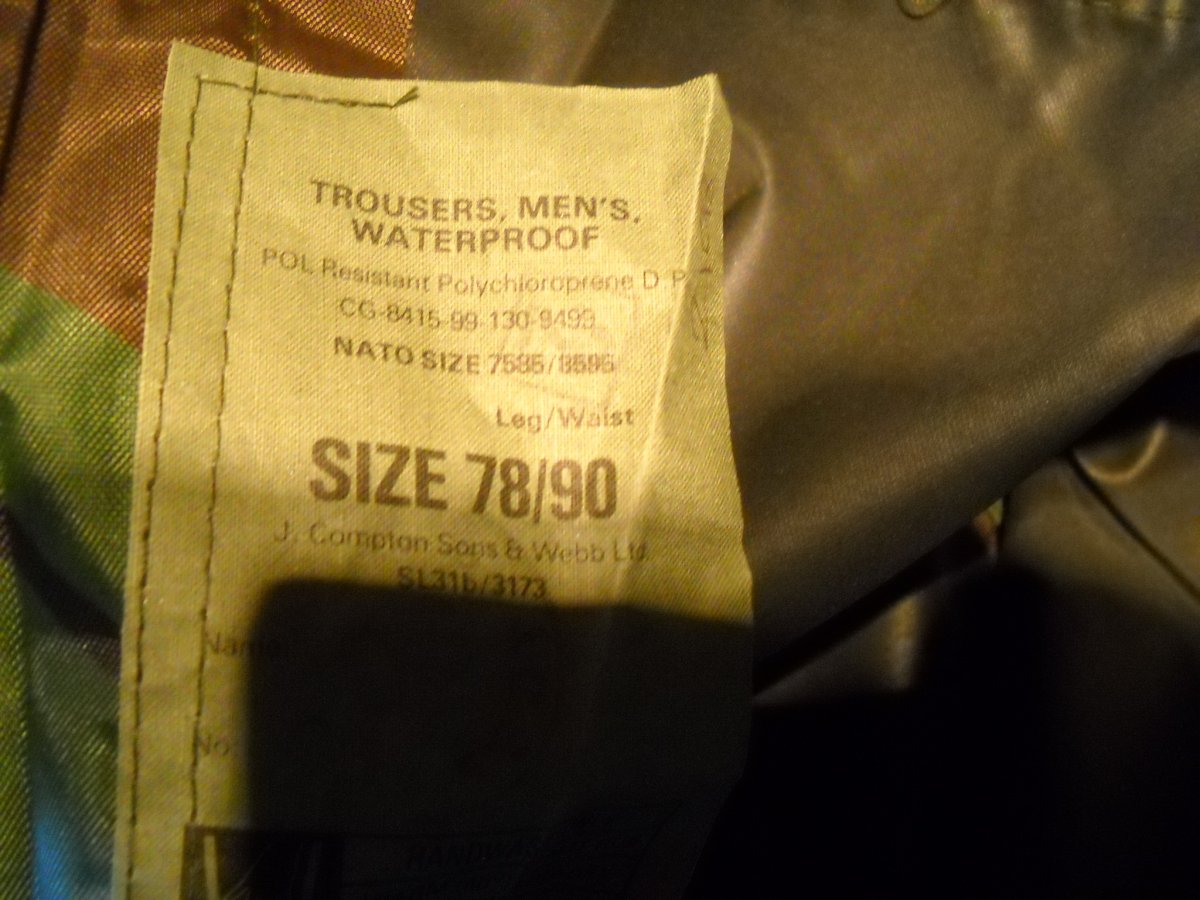 TROUSERS, MEN'S,
WATERPROOF
POL Resistant Polychloroprene D. P.
CG-8415-99-130-9499
NATO SIZE 7585/8595
Leg/Waist
SIZE 78/90
J. Compton Sons & Webb Ltd.
SL31b/3173
No.